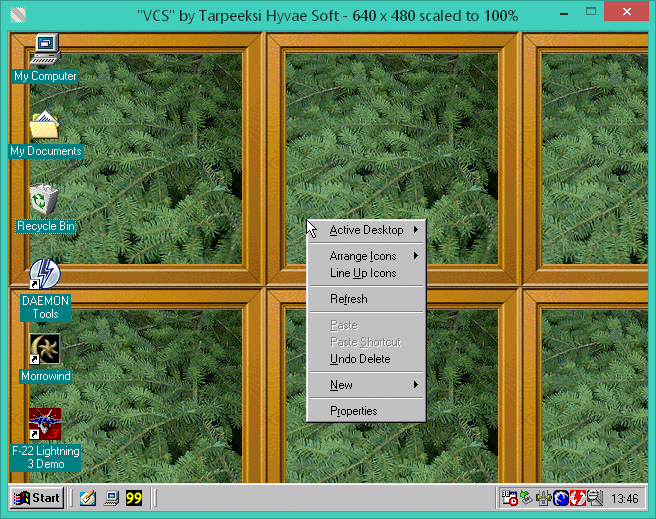 "VCS" by Tarpeeksi Hyvae Soft - 640 x 480 scaled to 100%
My Computer
My Documents
Recycle Bin
DAEMON
Tools
Morrowind
F-22 Lightning
3 Demo
Active Desktop
Arrange Icons
Line Up Icons
Refresh
Paste
Paste Shortcut
Undo Delete
New
Properties
Start
99
13:46